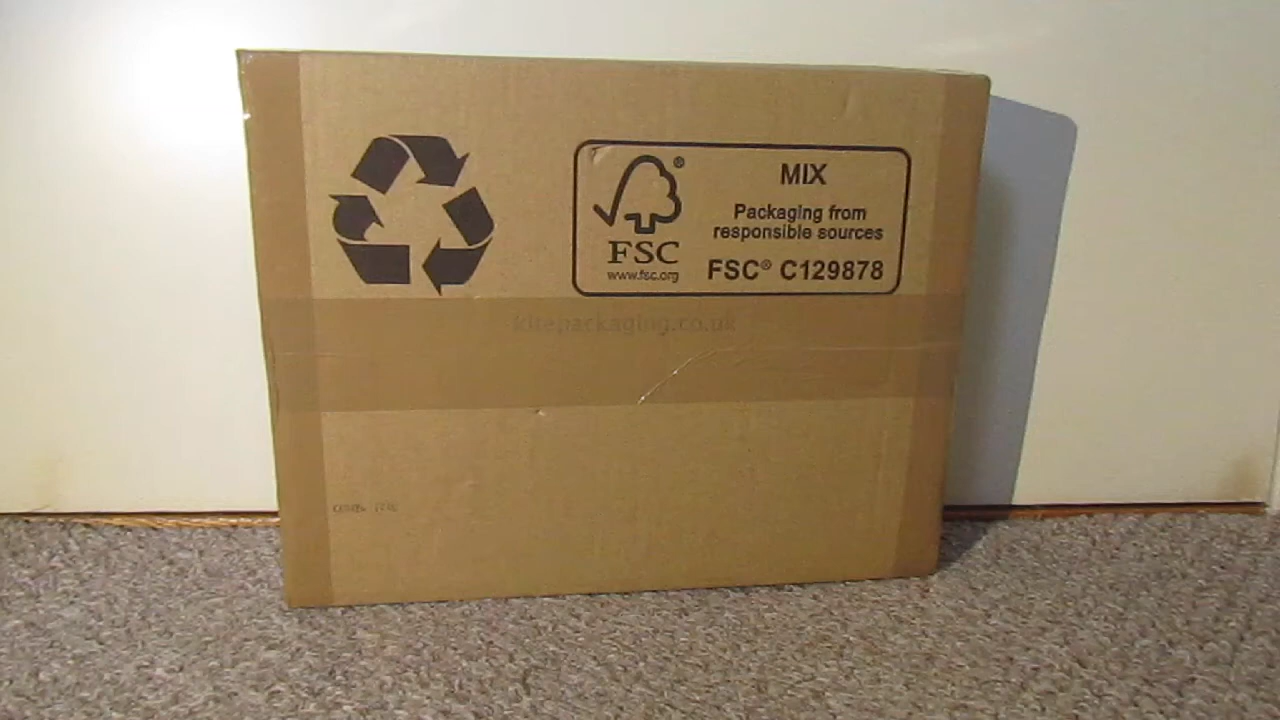 MIX
Packaging from
responsible sources
FSC® C129878
®
FSC
www.fsc.org
kitepackaging.co.uk